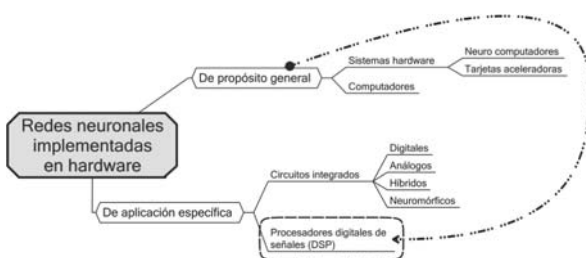 Neuro computadores
Sistemas hardware
Tarjetas aceleradoras
De propósito general
Computadores
Redes neuronales
implementadas
en hardware
Digitales
Circuitos integrados
Análogos
Híbridos
Neuromórficos
De aplicación específica
Procesadores digitales de
señales (DSP)